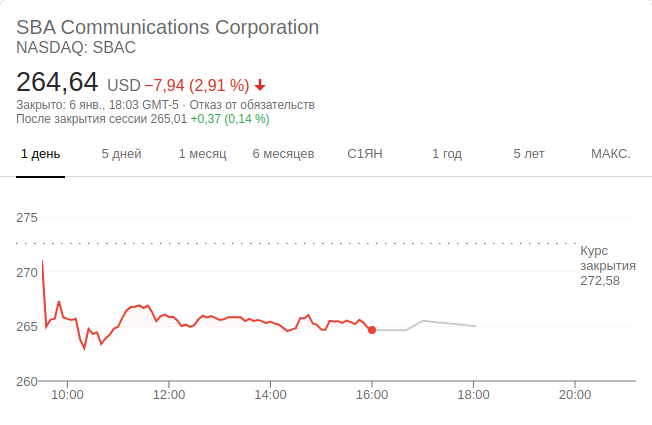 SBA Communications Corporation
NASDAQ: SBAC
264,64 USD −7,94 (2,91 %)
Закрыто: 6 янв., 18:03 GMT-5 · Отказ от обязательств
После закрытия сессии 265,01 +0,37 (0,14 %)
1 день 5 дней 1 месяц 6 месяцев С1ЯН 1 год 5 лет МАКС.
275
Курс
закрытия
272,58
270
265
260
10:00 12:00 14:00 16:00 18:00 20:00